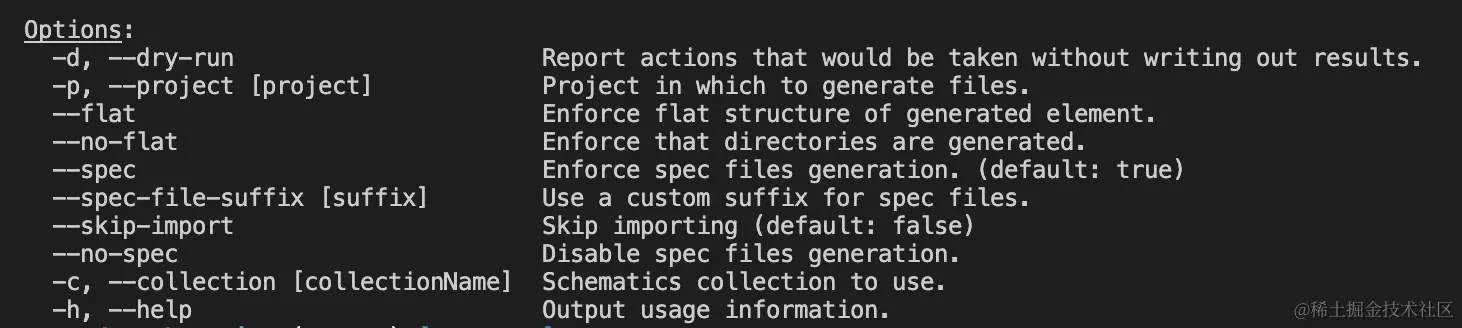 Options:
-d, --dry-run Report actions that would be taken without writing out results.
-p, --project [project] Project in which to generate files.
--flat Enforce flat structure of generated element.
--no-flat Enforce that directories are generated.
--spec Enforce spec files generation. (default: true)
--spec-file-suffix [suffix] Use a custom suffix for spec files.
--skip-import Skip importing (default: false)
--no-spec Disable spec files generation.
-c, --collection [collectionName] Schematics collection to use.
-h, --help Output usage information.
@稀土掘金技术社区